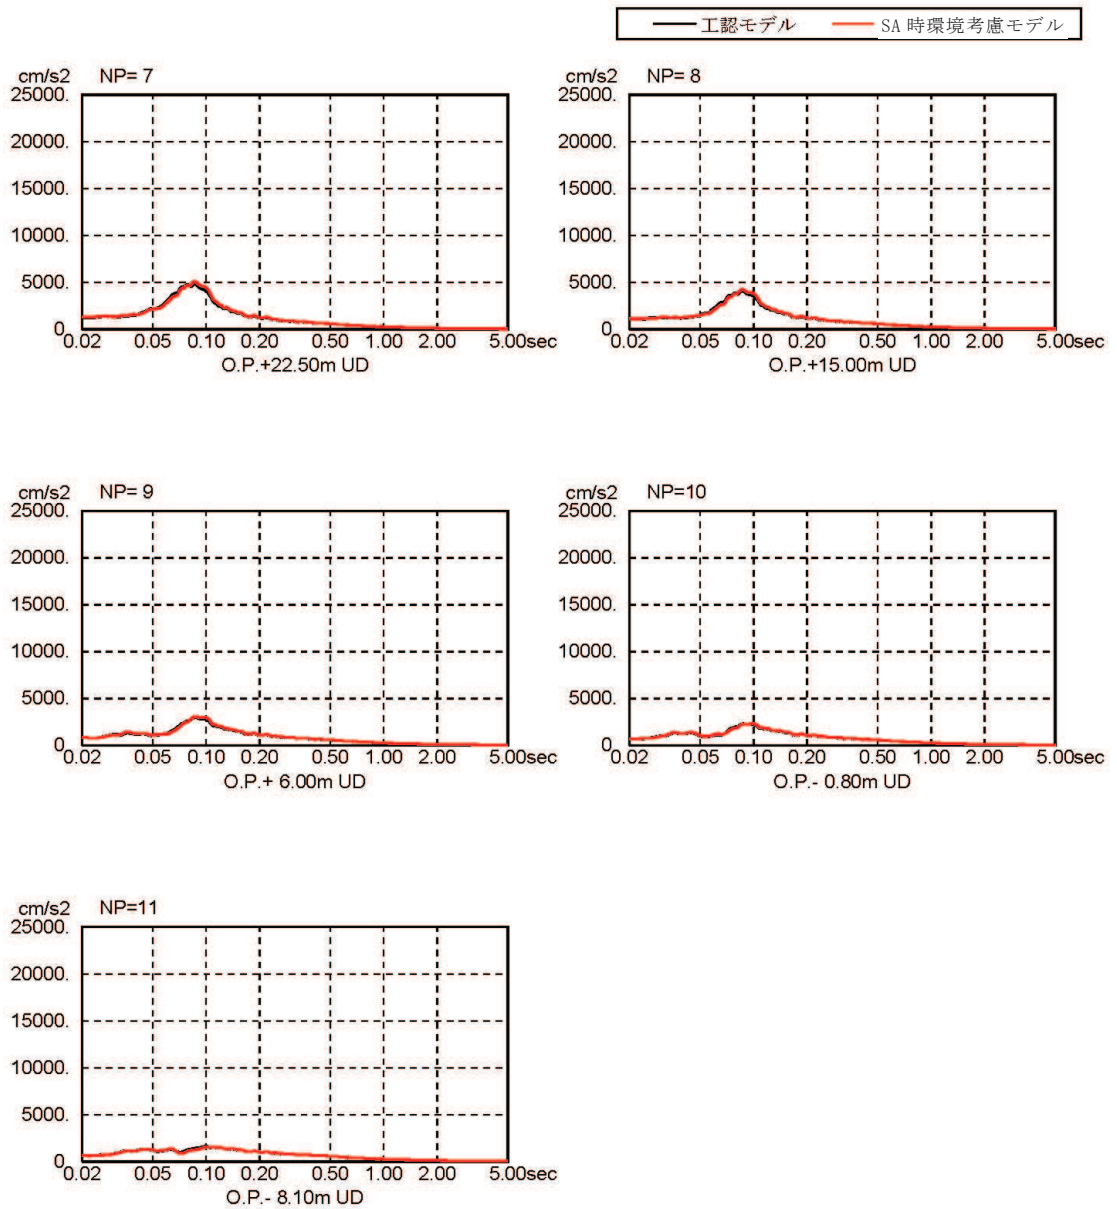 工認モデル SA 時環境考慮モデル
cm/s2 NP= 7
25000.
20000.
15000.
10000.
5000.
0.
0.02 0.05 0.10 0.20 0.50 1.00 2.00 5.00sec
O.P.+22.50m UD
cm/s2 NP= 8
25000.
20000.
15000.
10000.
5000.
0.
0.02 0.05 0.10 0.20 0.50 1.00 2.00 5.00sec
O.P.+15.00m UD
cm/s2 NP= 9
25000.
20000.
15000.
10000.
5000.
0.
0.02 0.05 0.10 0.20 0.50 1.00 2.00 5.00sec
O.P.+ 6.00m UD
cm/s2 NP=10
25000.
20000.
15000.
10000.
5000.
0.
0.02 0.05 0.10 0.20 0.50 1.00 2.00 5.00sec
O.P.- 0.80m UD
cm/s2 NP=11
25000.
20000.
15000.
10000.
5000.
0.
0.02 0.05 0.10 0.20 0.50 1.00 2.00 5.00sec
O.P.- 8.10m UD